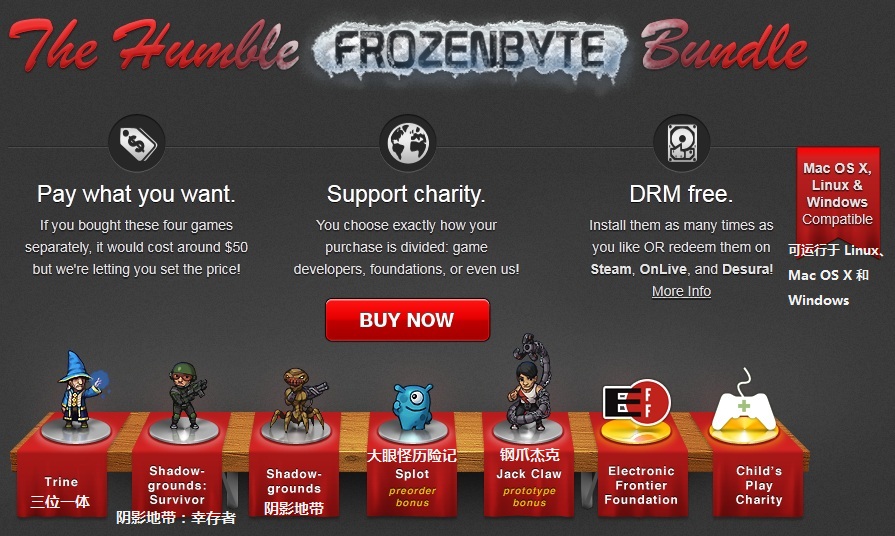 The Humble FROZENBYTE Bundle
Pay what you want.
If you bought these four games
separately, it would cost around $50
but we're letting you set the price!
Support charity.
You choose exactly how your
purchase is divided: game
developers, foundations, or even us!
DRM free.
Install them as many times as
you like OR redeem them on
Steam, OnLive, and Desura!
More Info
Mac OS X,
Linux &
Windows
Compatible
可运行于 Linux、
Mac OS X 和
Windows
BUY NOW
Trine
三位一体
Shadow-
grounds:
Survivor
阴影地带：幸存者
Shadow-
grounds
阴影地带
大眼怪历险记
Splot
preorder
bonus
钢爪杰克
Jack Claw
prototype
bonus
EFF
Electronic
Frontier
Foundation
Child's
Play
Charity